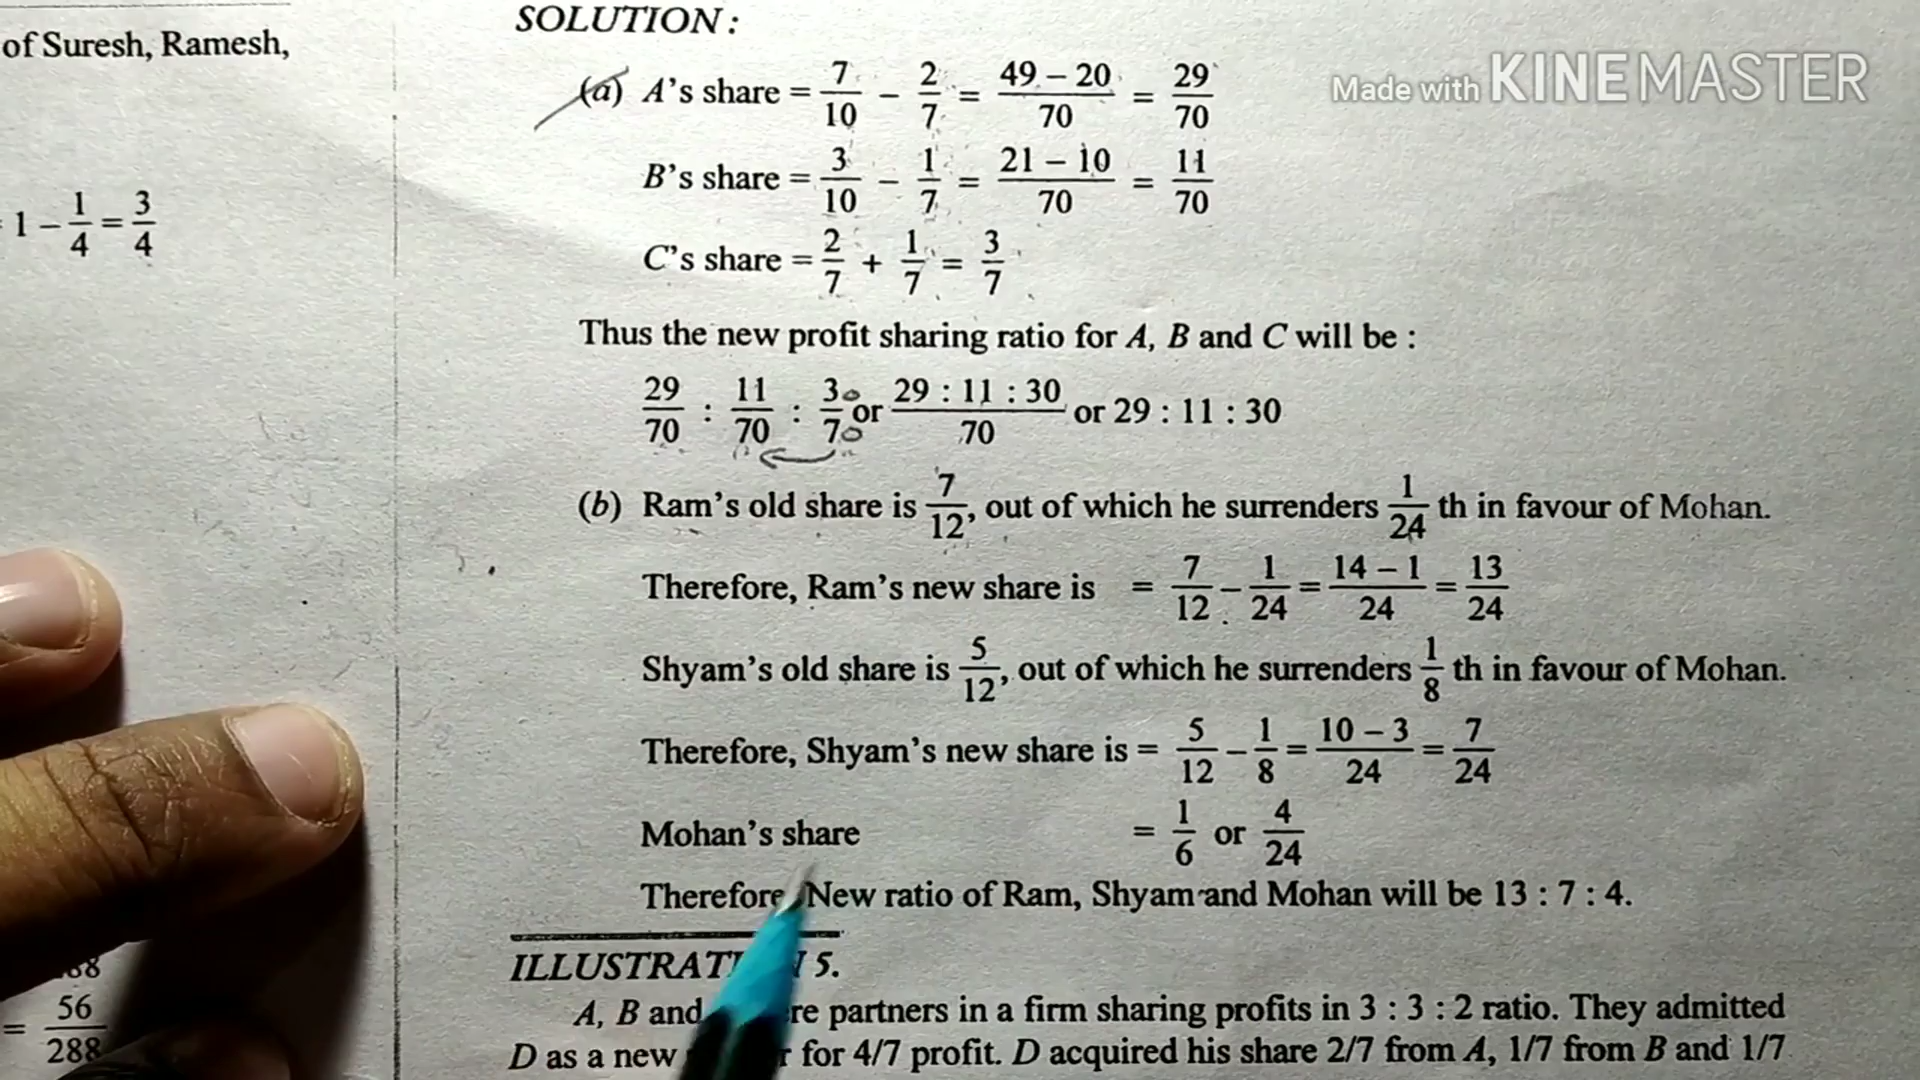 of Suresh, Ramesh,
1 – 1/4 = 3/4
88
= 56/288
SOLUTION :
(a) A's share = 7/10 – 2/7 = 49 – 20/70 = 29/70
B's share = 3/10 – 1/7 = 21 – 10/70 = 11/70
C's share = 2/7 + 1/7 = 3/7
Thus the new profit sharing ratio for A, B and C will be :
29/70 : 11/70 : 30/70 or 29 : 11 : 30/70 or 29 : 11 : 30
(b) Ram's old share is 7/12, out of which he surrenders 1/24 th in favour of Mohan.
Therefore, Ram's new share is = 7/12 – 1/24 = 14 – 1/24 = 13/24
Shyam's old share is 5/12, out of which he surrenders 1/8 th in favour of Mohan.
Therefore, Shyam's new share is = 5/12 – 1/8 = 10 – 3/24 = 7/24
Mohan's share = 1/6 or 4/24
Therefore, New ratio of Ram, Shyam and Mohan will be 13 : 7 : 4.
5.
A, B and partners in a firm sharing profits in 3 : 3 : 2 ratio. They admitted
D as a new for 4/7 profit. D acquired his share 2/7 from A, 1/7 from B and 1/7
Made with KINEMASTER